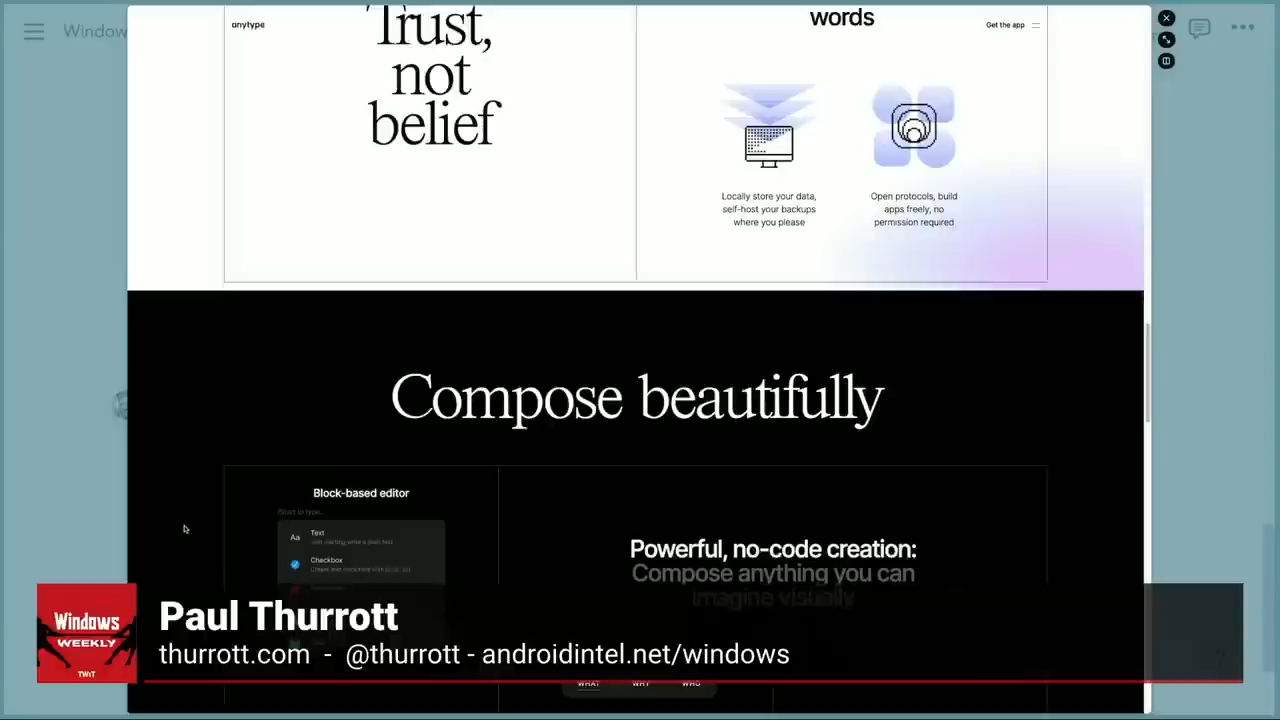 Window
anytype
Trust,
not
belief
words
Get the app
Locally store your data,
self-host your backups
where you please
Open protocols, build
apps freely, no
permission required
Compose beautifully
Block-based editor
Aa
Text
Checkbox
Powerful, no-code creation:
Compose anything you can
imagine visually
Windows
WEEKLY
TWiT
Paul Thurrott
thurrott.com - @thurrott - androidintel.net/windows
WHAT
WHY
WHO